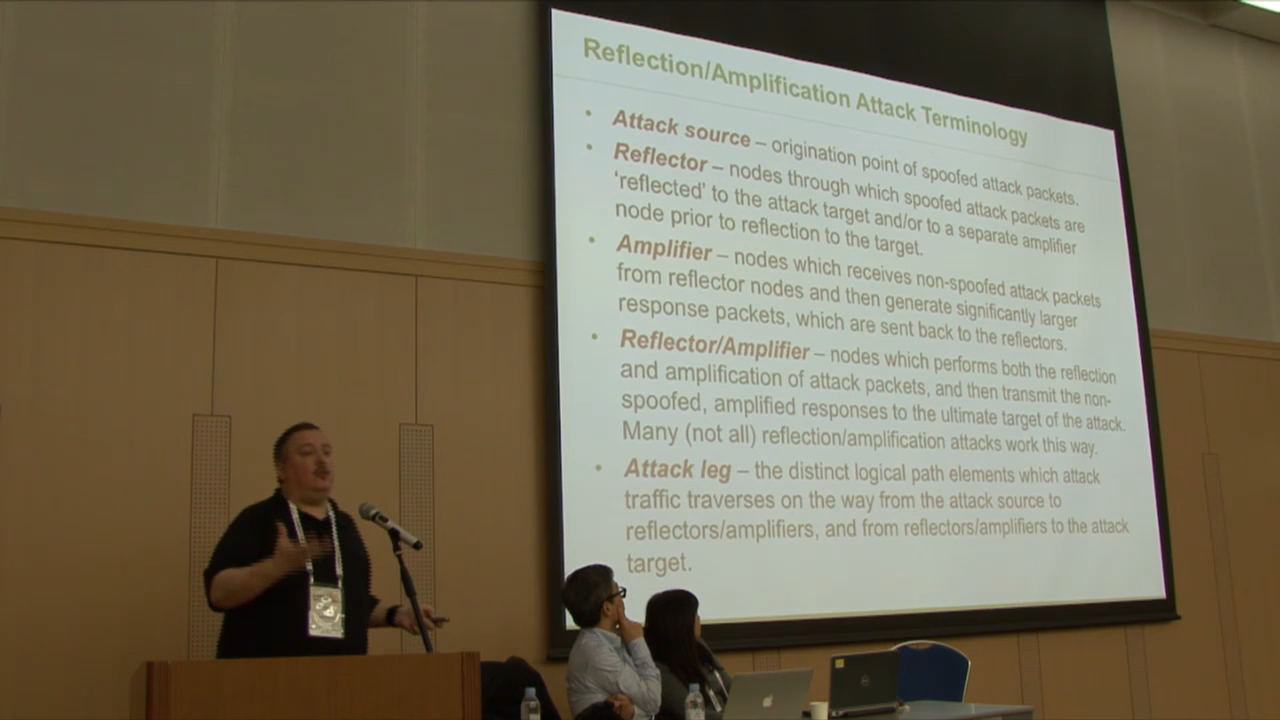 Reflection/Amplification Attack Terminology
• Attack source – origination point of spoofed attack packets.
• Reflector – nodes through which spoofed attack packets are
'reflected' to the attack target and/or to a separate amplifier
node prior to reflection to the target.
• Amplifier – nodes which receives non-spoofed attack packets
from reflector nodes and then generate significantly larger
response packets, which are sent back to the reflectors.
• Reflector/Amplifier – nodes which performs both the reflection
and amplification of attack packets, and then transmit the non-
spoofed, amplified responses to the ultimate target of the attack.
Many (not all) reflection/amplification attacks work this way.
• Attack leg – the distinct logical path elements which attack
traffic traverses on the way from the attack source to
reflectors/amplifiers, and from reflectors/amplifiers to the attack
target.